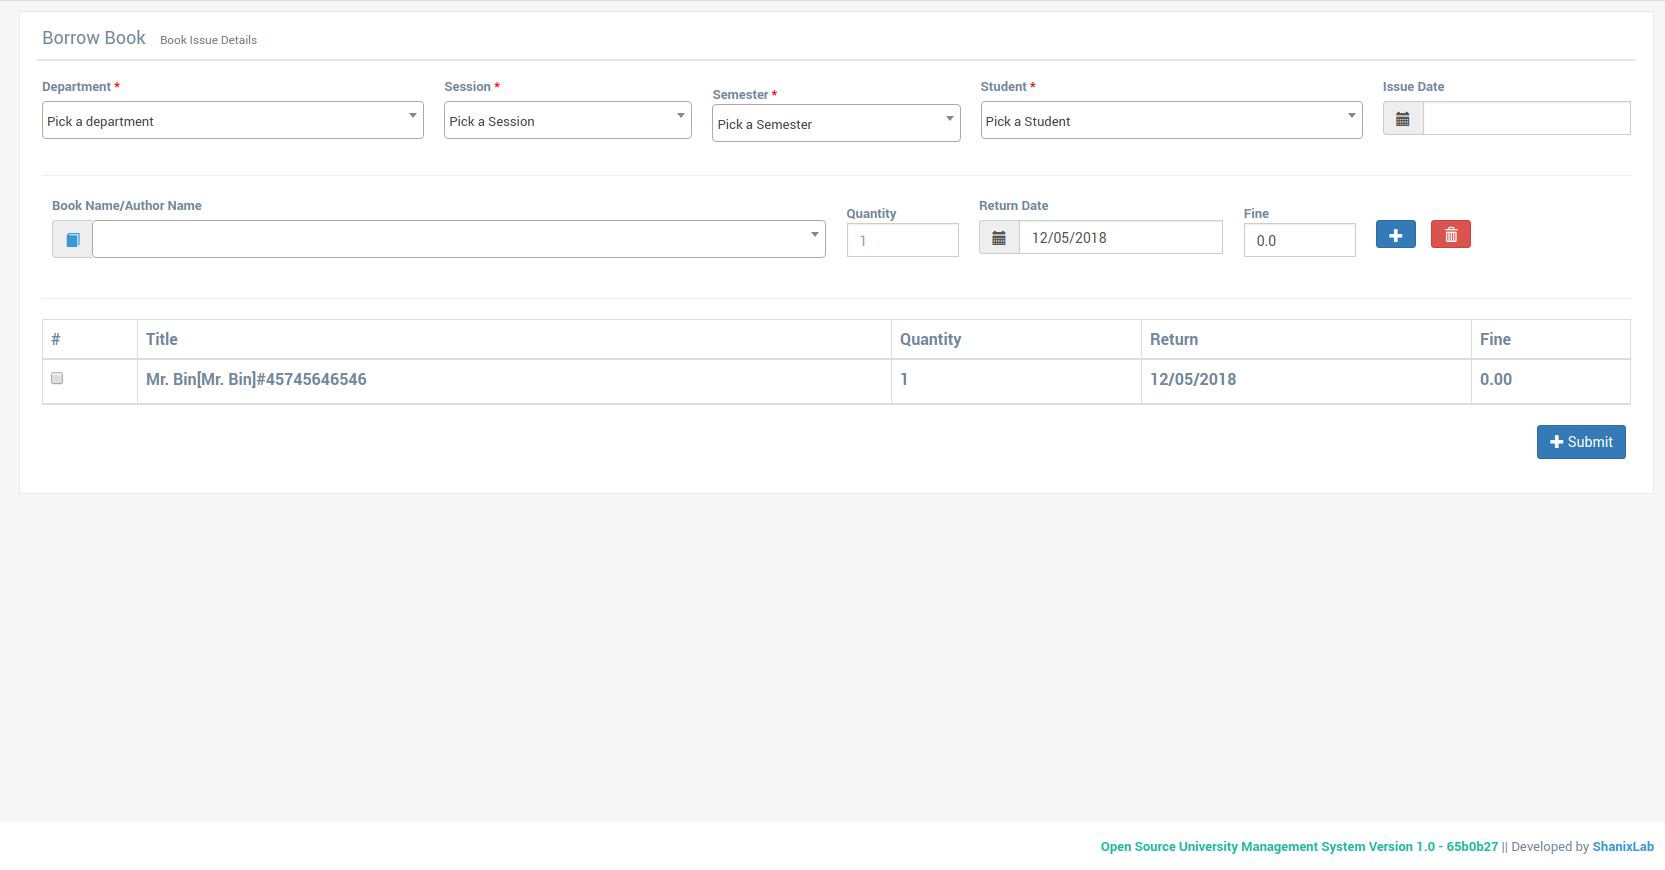 Borrow Book Book Issue Details
Department * Session * Semester * Student * Issue Date
Pick a department Pick a Session Pick a Semester Pick a Student
Book Name/Author Name Quantity Return Date Fine
1 12/05/2018 0.0
# Title Quantity Return Fine
Mr. Bin[Mr. Bin]#45745646546 1 12/05/2018 0.00
Submit
Open Source University Management System Version 1.0 - 65b0b27 || Developed by ShanixLab